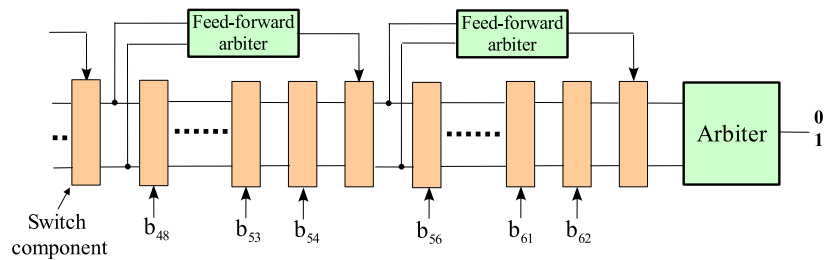 Feed-forward
arbiter
Feed-forward
arbiter
Arbiter
0
1
Switch
component
b48
b53
b54
b56
b61
b62